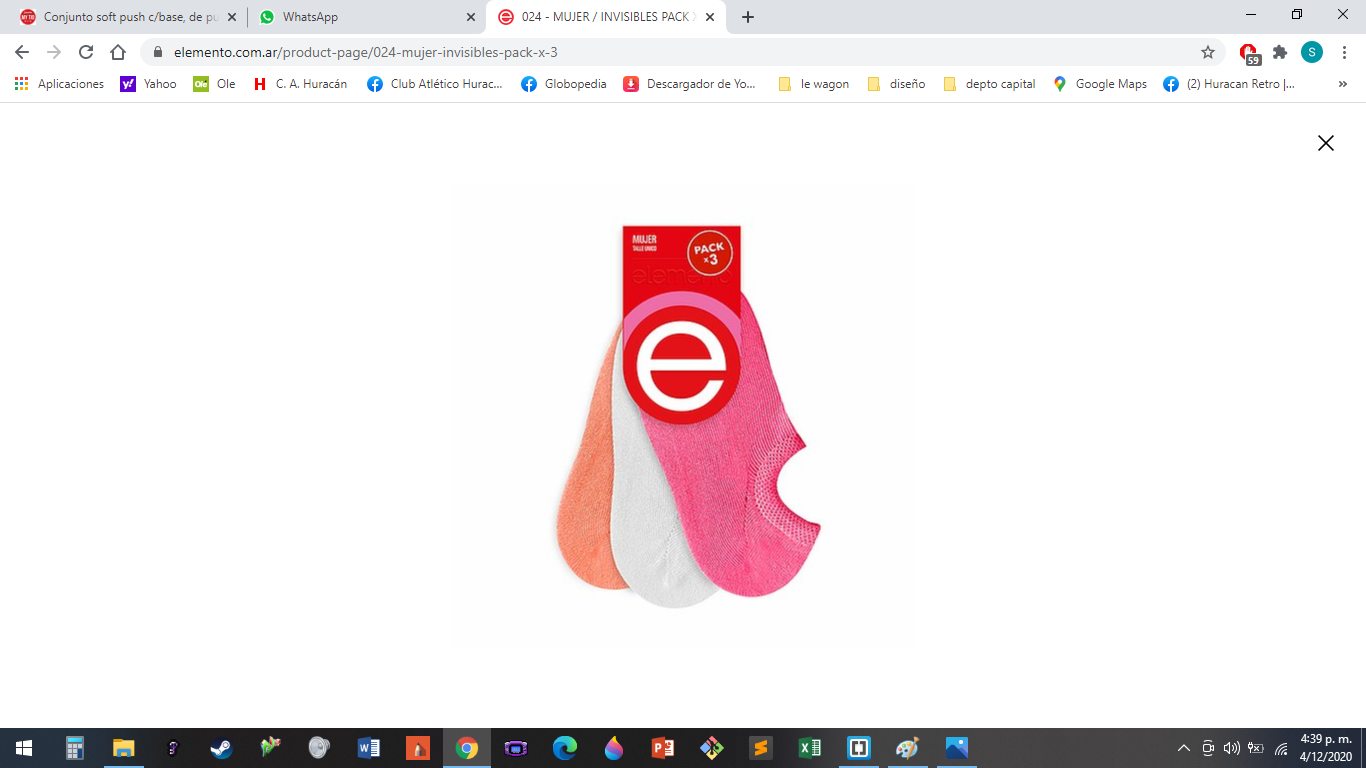 Conjunto soft push c/base, de pu
WhatsApp
024 - MUJER / INVISIBLES PACK X
elemento.com.ar/product-page/024-mujer-invisibles-pack-x-3
59
S
Aplicaciones
Yahoo
Ole
C. A. Huracán
Club Atlético Hurac...
Globopedia
Descargador de Yo...
le wagon
diseño
depto capital
Google Maps
(2) Huracan Retro |...
»
MUJER
TALLE UNICO
PACK
x3
elemento
e
4:39 p. m.
4/12/2020